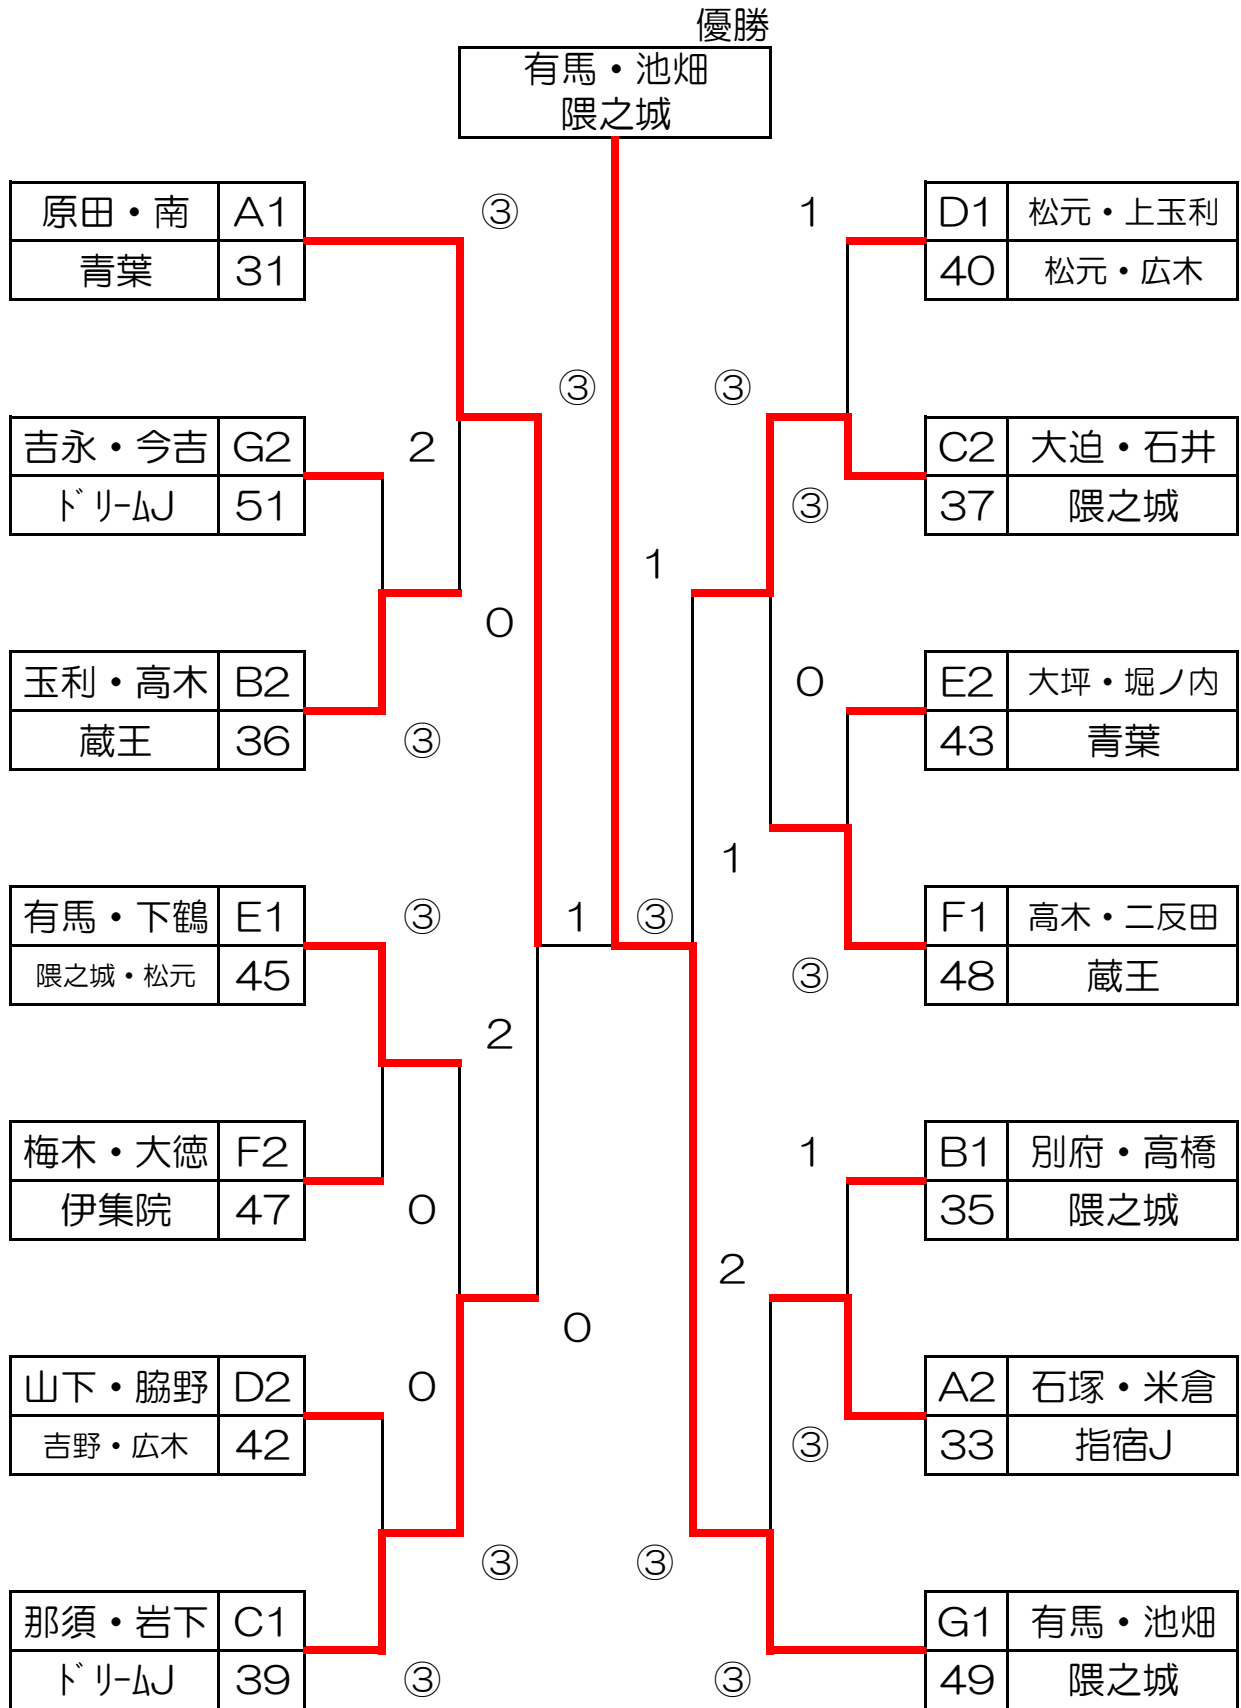 優勝
有馬・池畑
隈之城
原田・南 A1
青葉 31
③
1
D1 松元・上玉利
40 松元・広木
③
③
吉永・今吉 G2
ドリームJ 51
2
③
C2 大迫・石井
37 隈之城
1
0
玉利・高木 B2
蔵王 36
③
0
E2 大坪・堀ノ内
43 青葉
1
有馬・下鶴 E1
隈之城・松元 45
③
1
③
③
F1 高木・二反田
48 蔵王
2
梅木・大徳 F2
伊集院 47
0
1
B1 別府・高橋
35 隈之城
2
0
山下・脇野 D2
吉野・広木 42
0
③
A2 石塚・米倉
33 指宿J
③
③
那須・岩下 C1
ドリームJ 39
③
③
G1 有馬・池畑
49 隈之城